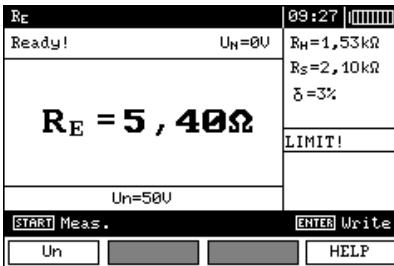 RE 09:27
Ready! UN=0V
RH=1,53kΩ
RS=2,10kΩ
δ=3%
RE=5,40Ω
LIMIT!
Un=50V
START Meas. ENTER Write
Un HELP